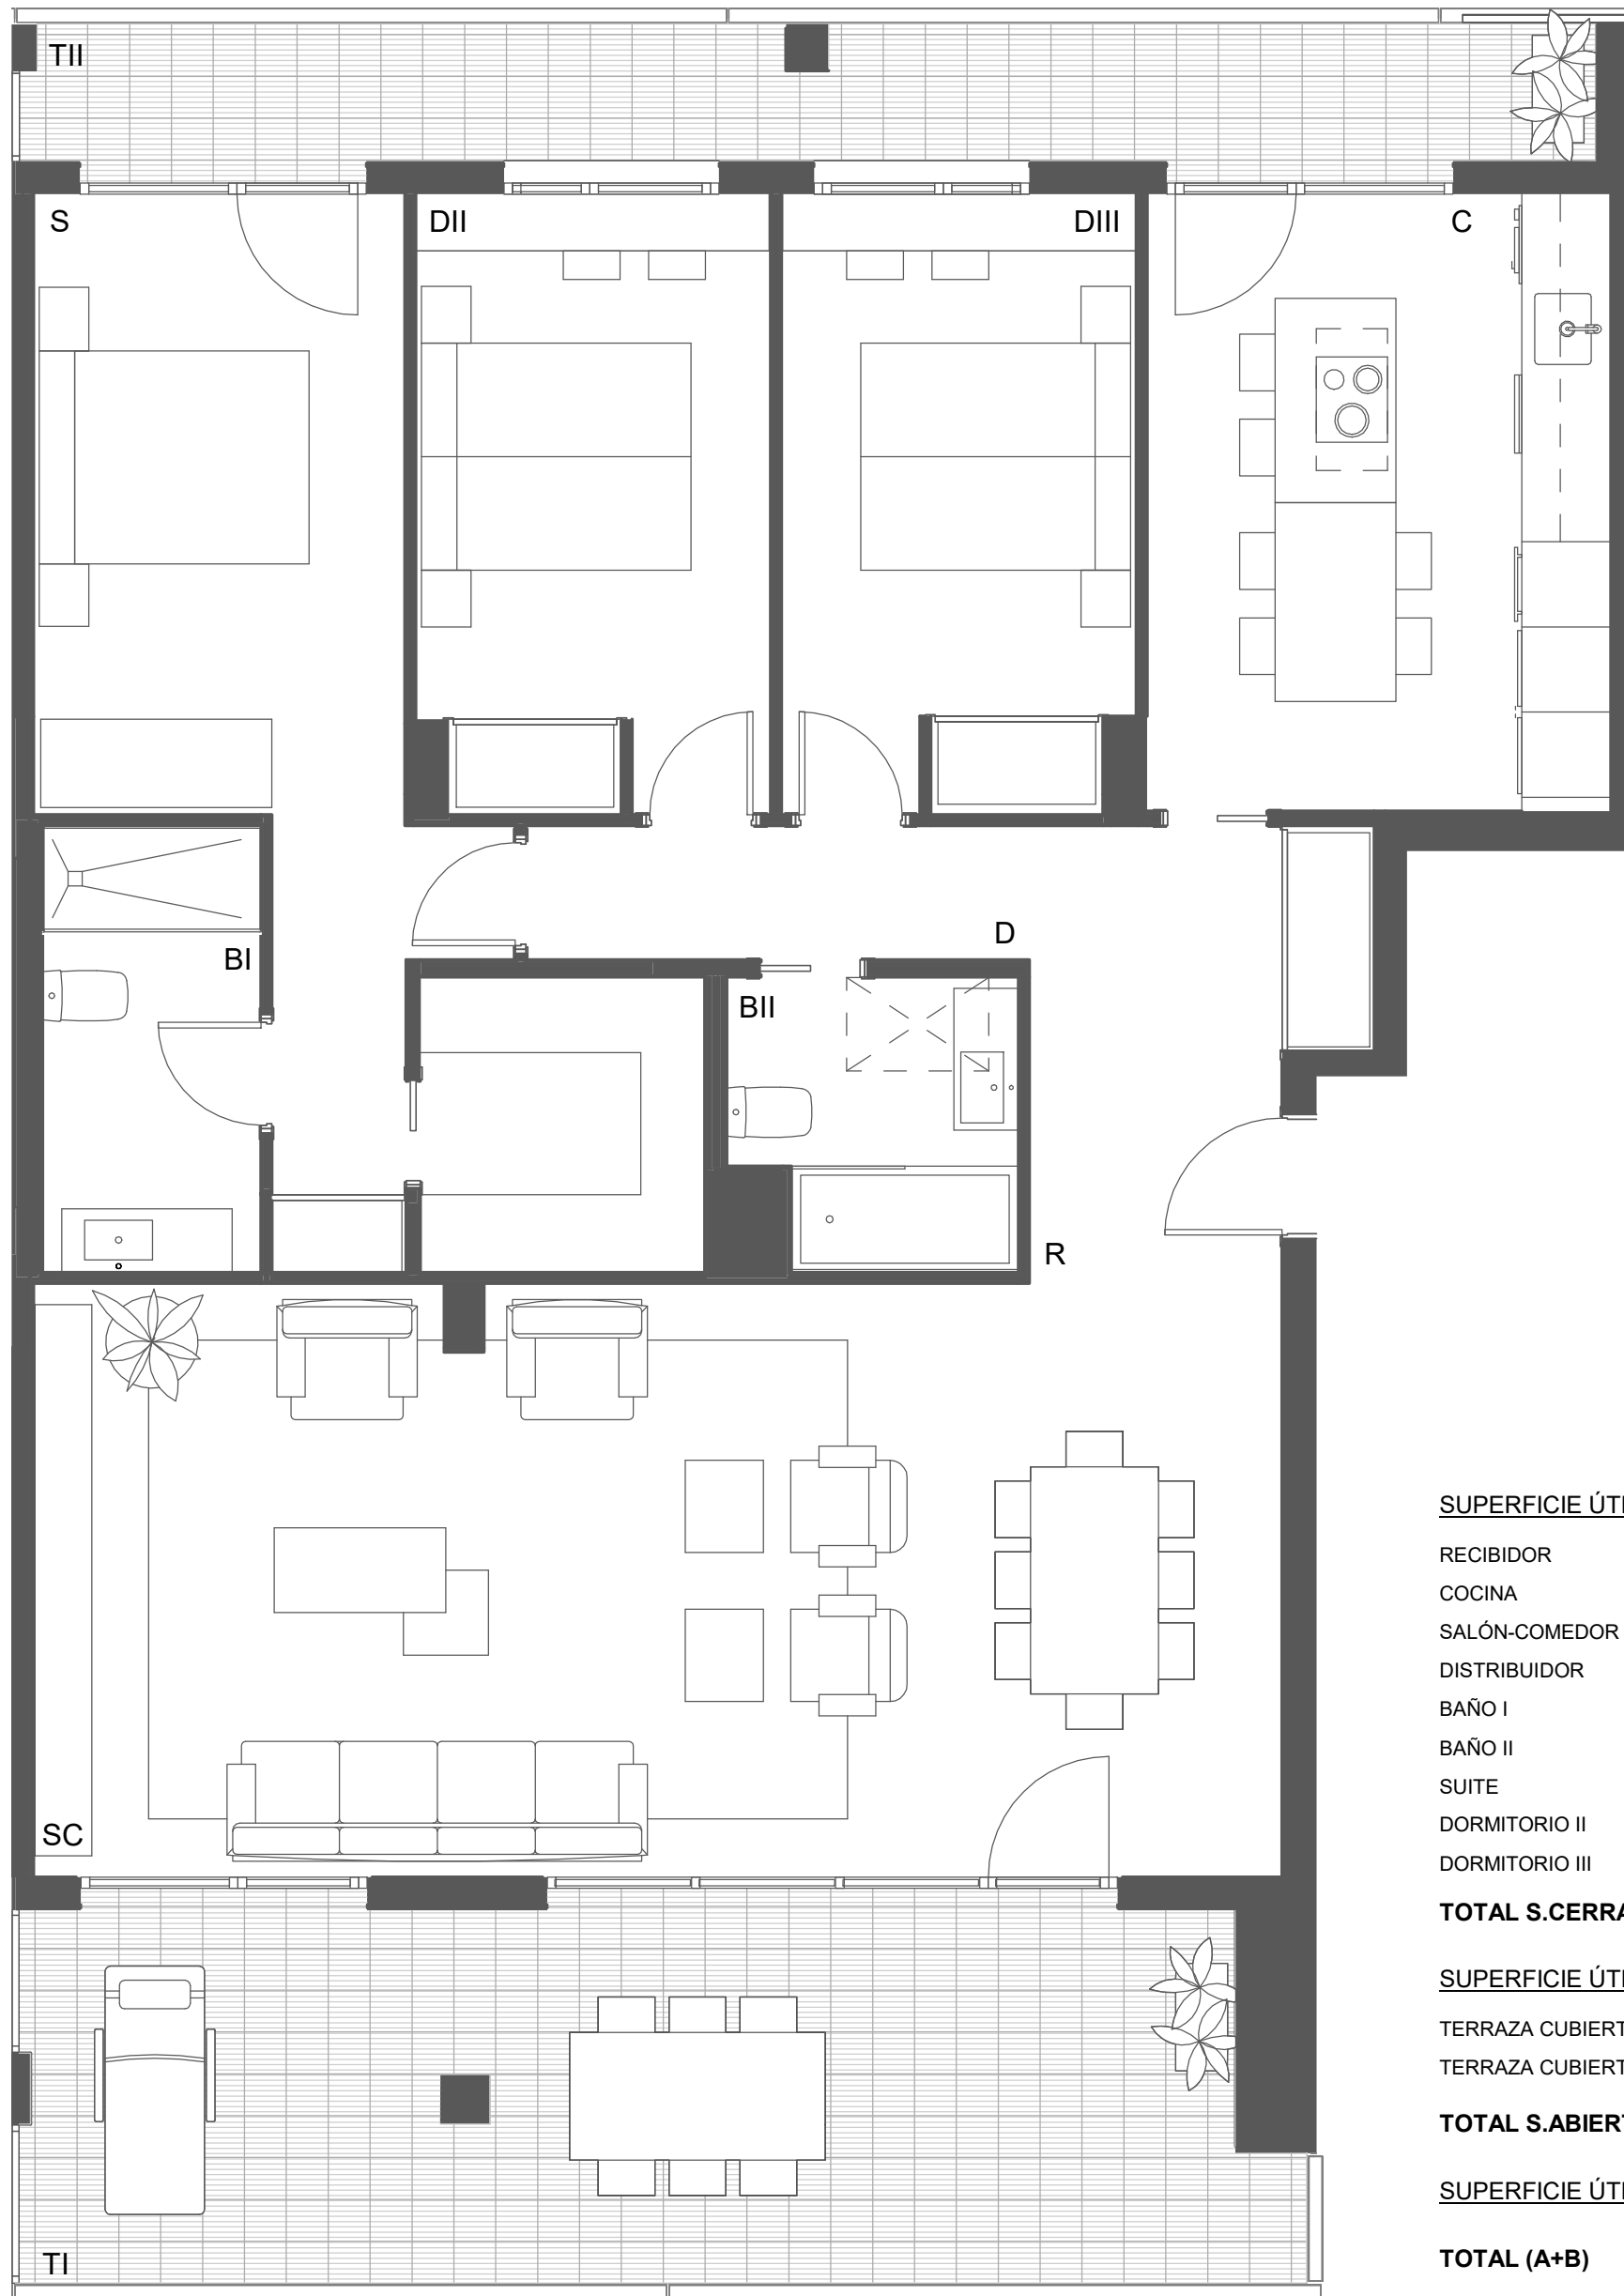 TII
S
DII
DIII
C
BI
D
BII
R
SC
TI
SUPERFICIE ÚTI
RECIBIDOR
COCINA
SALÓN-COMEDOR
DISTRIBUIDOR
BAÑO I
BAÑO II
SUITE
DORMITORIO II
DORMITORIO III
TOTAL S.CERRA
SUPERFICIE ÚTI
TERRAZA CUBIERT
TERRAZA CUBIERT
TOTAL S.ABIERT
SUPERFICIE ÚTI
TOTAL (A+B)